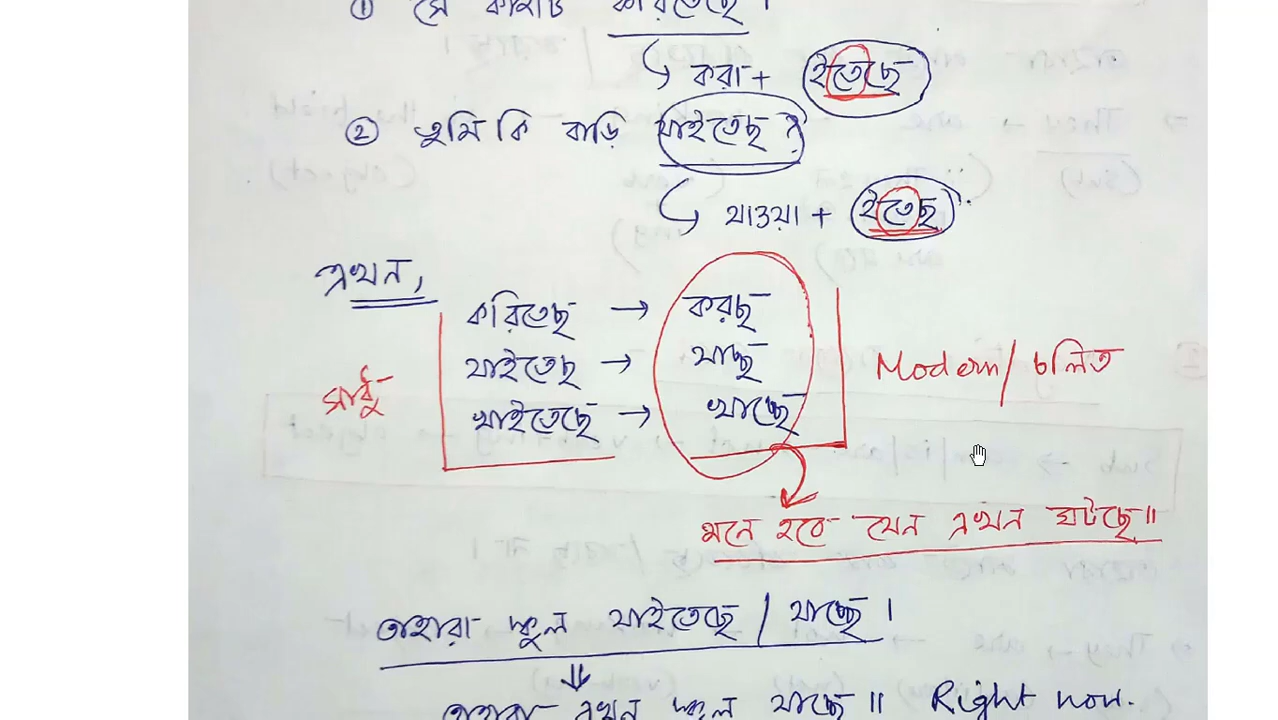 ① সে কাজটি করিতেছে ।
করা + ইতেছে
② তুমি কি বাড়ি যাইতেছ ?
যাওয়া + ইতেছ
এখন,
করিতেছ → করছ
যাইতেছ → যাচ্ছ
খাইতেছে → খাচ্ছে
সাধু
Modern/চলিত
মনে হবে যেন এখন ঘটছে॥
তাহারা স্কুল যাইতেছে / যাচ্ছে ।
তাহারা এখন স্কুল যাচ্ছে ॥ Right now.